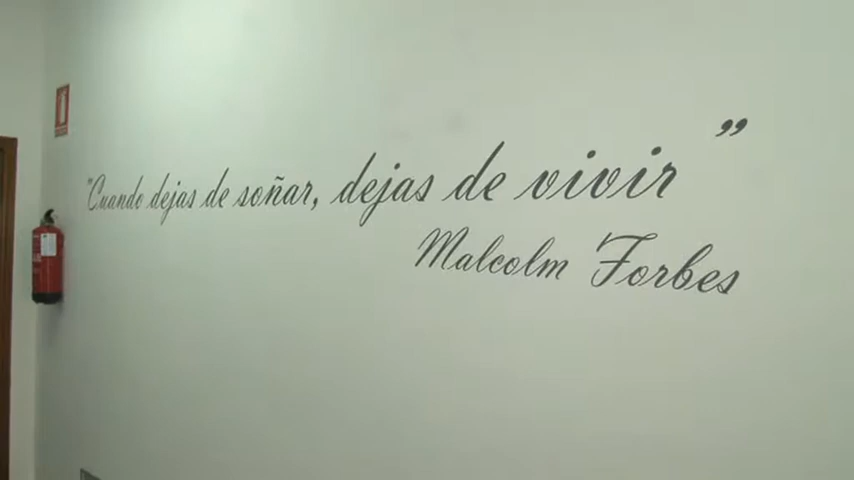 "Cuando dejas de soñar, dejas de vivir”
Malcolm Forbes